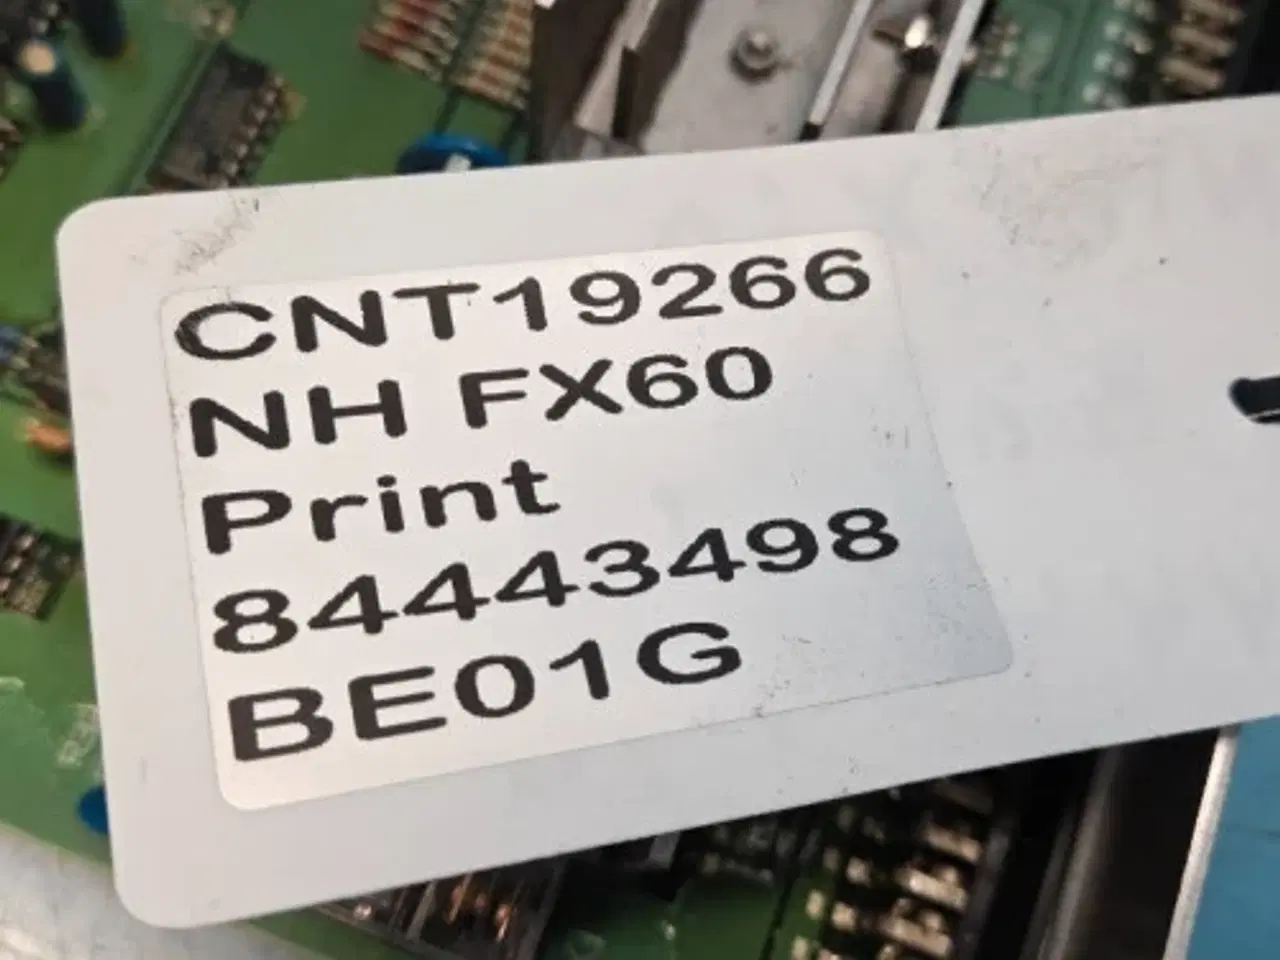 CNT19266
NH FX60
Print
84443498
BE01G